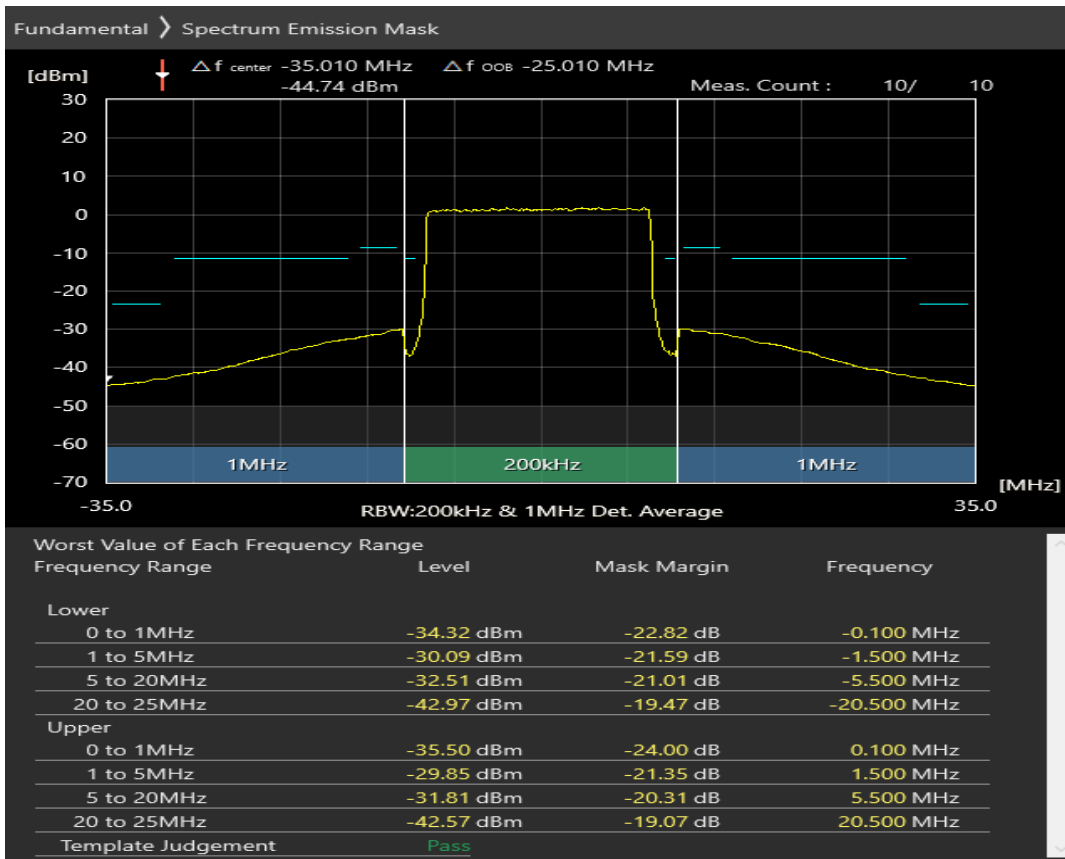 Fundamental ❭ Spectrum Emission Mask
[dBm] △f center -35.010 MHz △f OOB -25.010 MHz
-44.74 dBm Meas. Count : 10/ 10
30
20
10
0
-10
-20
-30
-40
-50
-60
1MHz 200kHz 1MHz
-70 [MHz]
-35.0 RBW:200kHz & 1MHz Det. Average 35.0
Worst Value of Each Frequency Range
Frequency Range Level Mask Margin Frequency
Lower
0 to 1MHz -34.32 dBm -22.82 dB -0.100 MHz
1 to 5MHz -30.09 dBm -21.59 dB -1.500 MHz
5 to 20MHz -32.51 dBm -21.01 dB -5.500 MHz
20 to 25MHz -42.97 dBm -19.47 dB -20.500 MHz
Upper
0 to 1MHz -35.50 dBm -24.00 dB 0.100 MHz
1 to 5MHz -29.85 dBm -21.35 dB 1.500 MHz
5 to 20MHz -31.81 dBm -20.31 dB 5.500 MHz
20 to 25MHz -42.57 dBm -19.07 dB 20.500 MHz
Template Judgement Pass